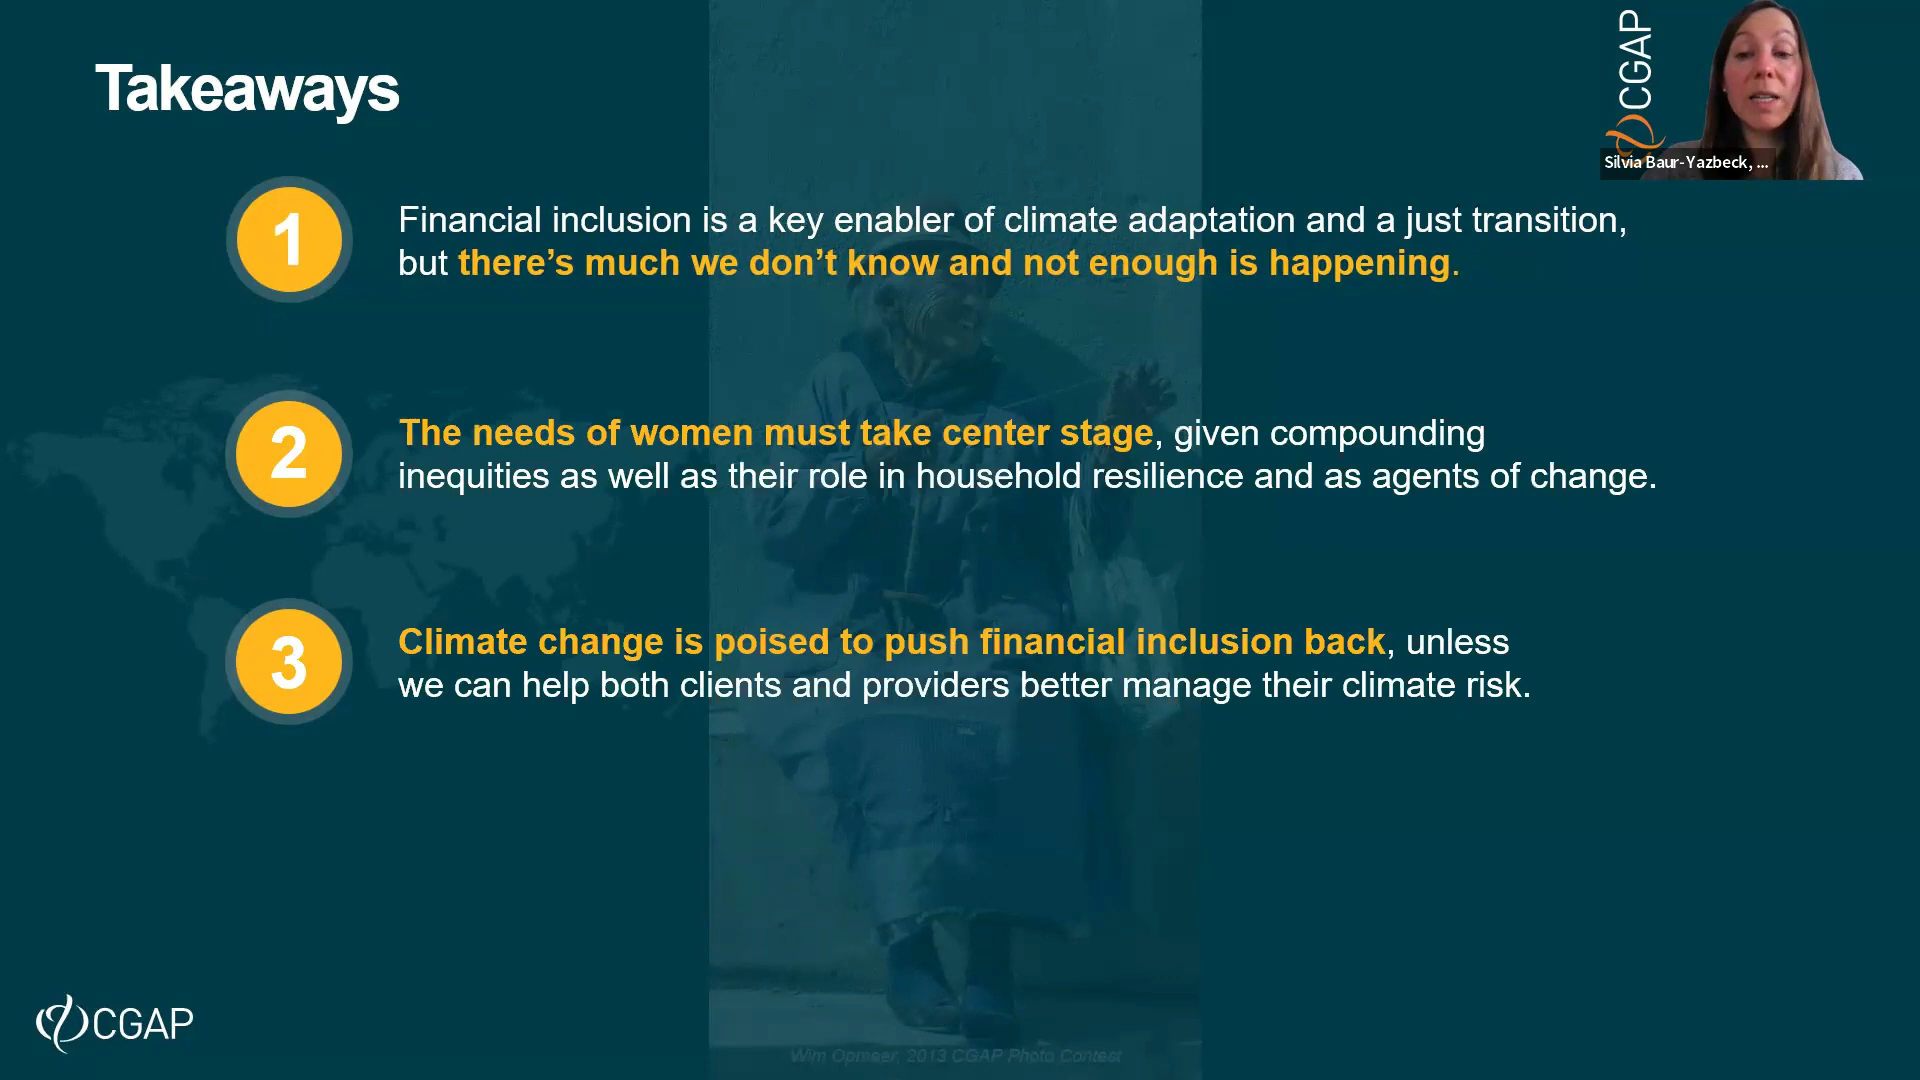 Takeaways
CGAP
Silvia Baur-Yazbeck, ...
1
Financial inclusion is a key enabler of climate adaptation and a just transition,
but there’s much we don’t know and not enough is happening.
2
The needs of women must take center stage, given compounding
inequities as well as their role in household resilience and as agents of change.
3
Climate change is poised to push financial inclusion back, unless
we can help both clients and providers better manage their climate risk.
CGAP
Wim Opmeer, 2013 CGAP Photo Contest